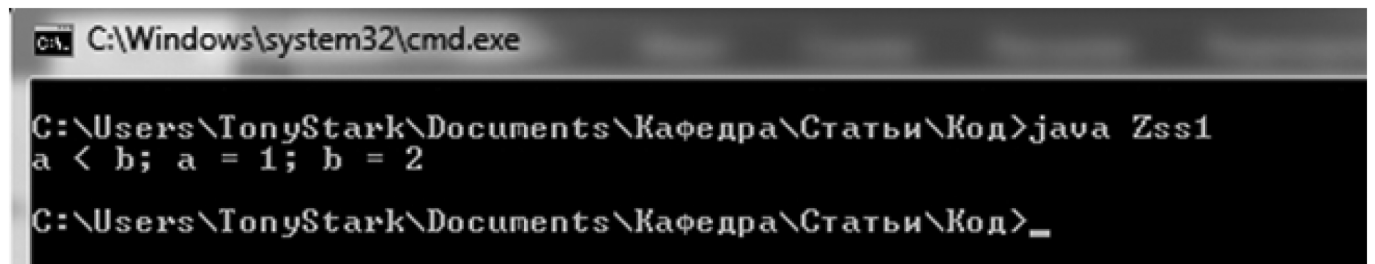 C:\Windows\system32\cmd.exe
C:\Users\TonyStark\Documents\Кафедра\Статьи\Код>java Zss1
a < b; a = 1; b = 2
C:\Users\TonyStark\Documents\Кафедра\Статьи\Код>_